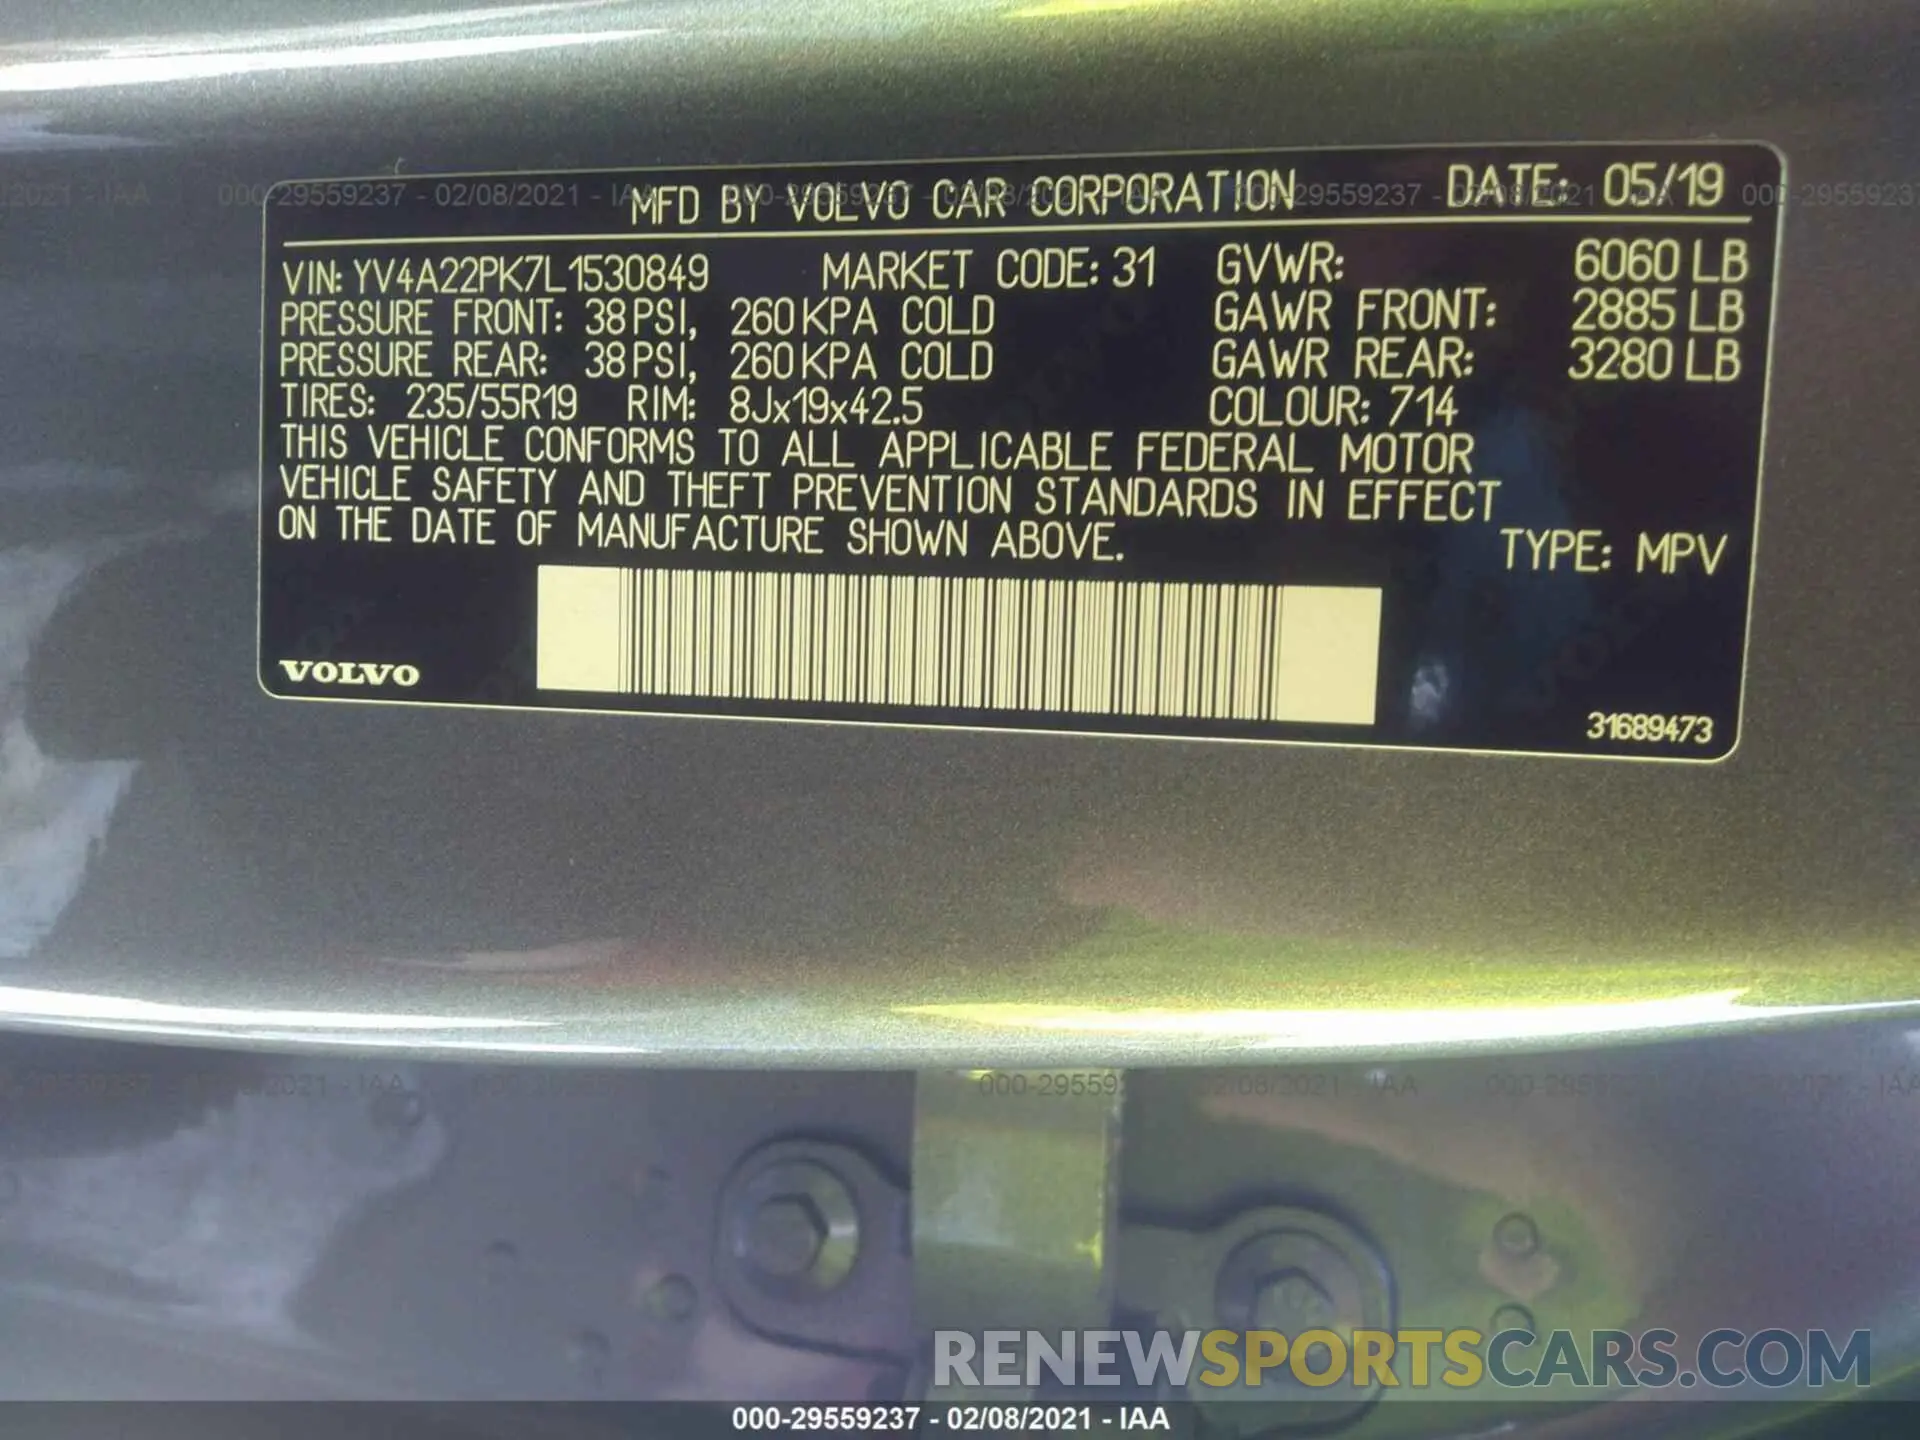 MFD BY VOLVO CAR CORPORATION DATE: 05/19
VIN: YV4A22PK7L1530849 MARKET CODE: 31 GVWR: 6060 LB
PRESSURE FRONT: 38 PSI, 260 KPA COLD GAWR FRONT: 2885 LB
PRESSURE REAR: 38 PSI, 260 KPA COLD GAWR REAR: 3280 LB
TIRES: 235/55R19 RIM: 8Jx19x42.5 COLOUR: 714
THIS VEHICLE CONFORMS TO ALL APPLICABLE FEDERAL MOTOR
VEHICLE SAFETY AND THEFT PREVENTION STANDARDS IN EFFECT
ON THE DATE OF MANUFACTURE SHOWN ABOVE.
TYPE: MPV
VOLVO
31689473
RENEWSPORTSCARS.COM
000-29559237 - 02/08/2021 - IAA